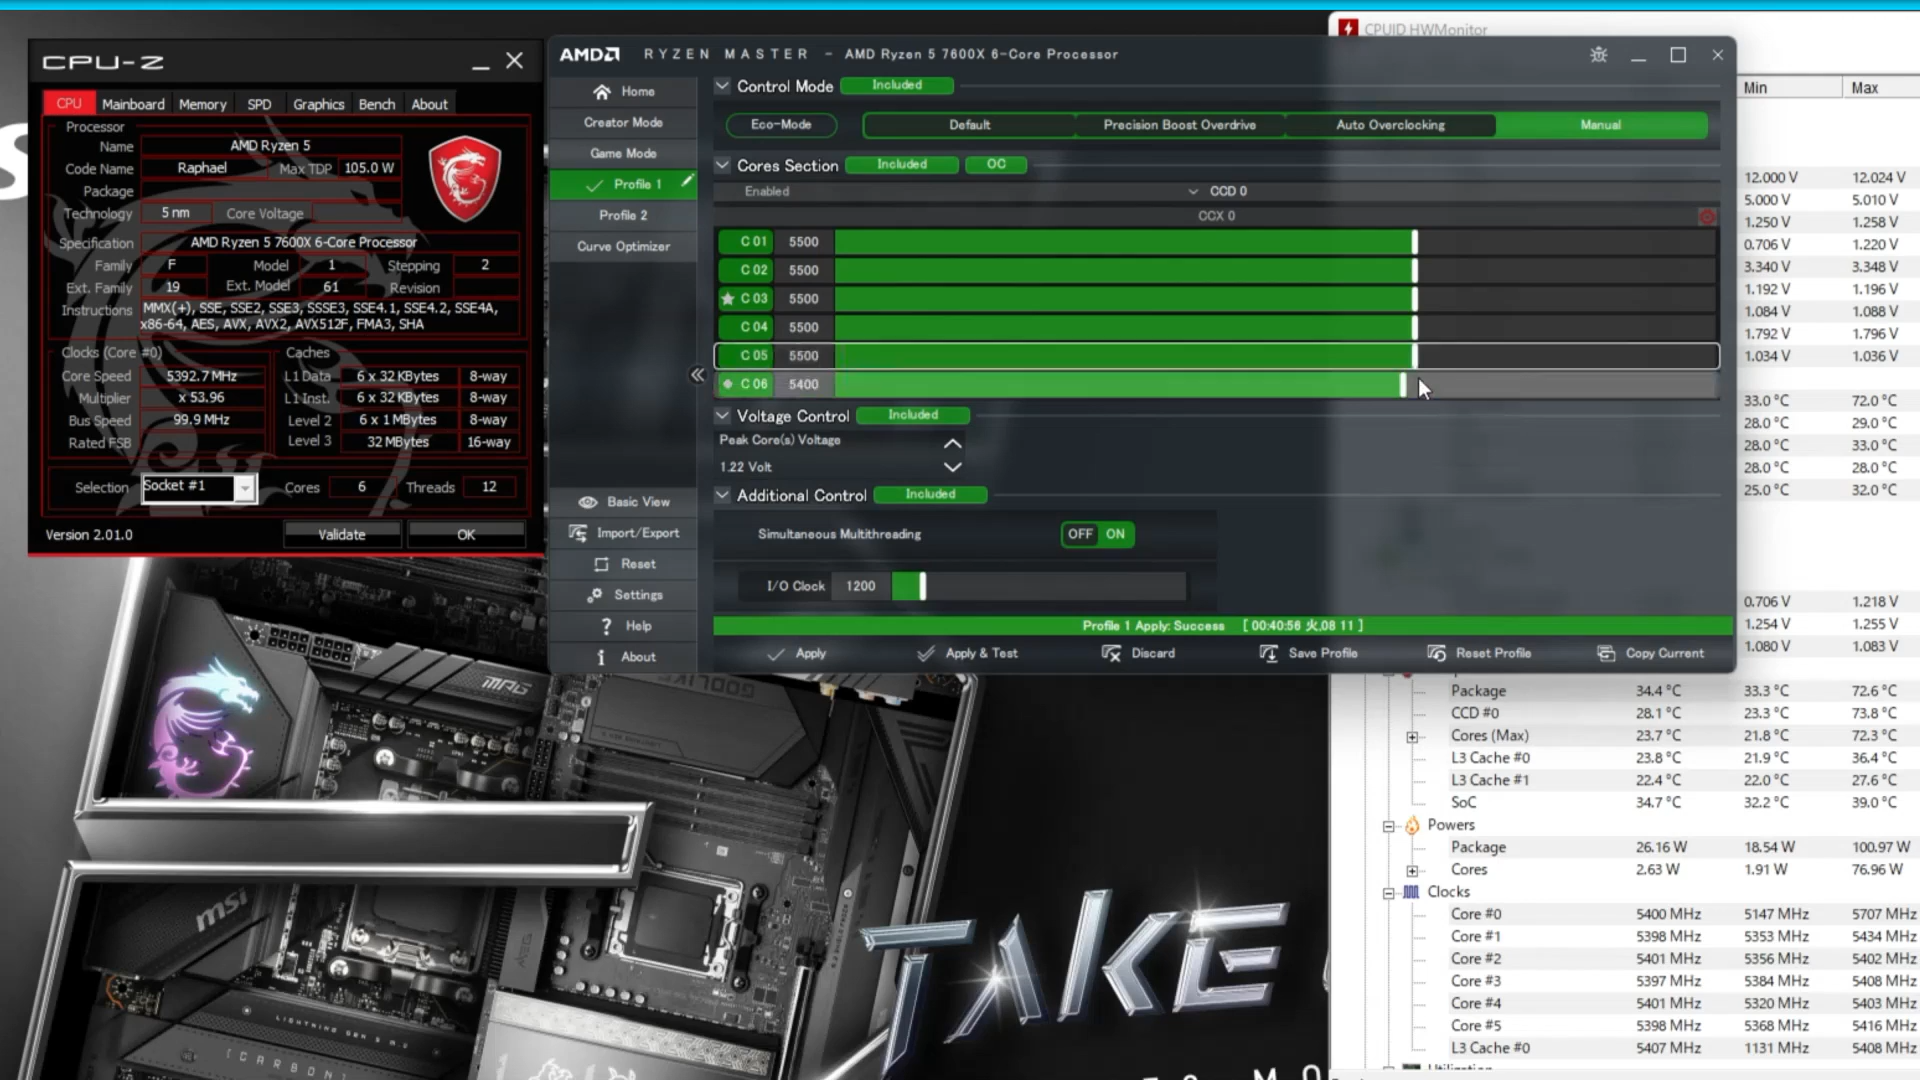 CPU-Z
CPU Mainboard Memory SPD Graphics Bench About
Processor
Name AMD Ryzen 5
Code Name Raphael Max TDP 105.0 W
Package
Technology 5 nm Core Voltage
Specification AMD Ryzen 5 7600X 6-Core Processor
Family F Model 1 Stepping 2
Ext. Family 19 Ext. Model 61 Revision
Instructions MMX(+), SSE, SSE2, SSE3, SSSE3, SSE4.1, SSE4.2, SSE4A,
x86-64, AES, AVX, AVX2, AVX512F, FMA3, SHA
Clocks (Core #0) Caches
Core Speed 5392.7 MHz L1 Data 6 x 32 KBytes 8-way
Multiplier x 53.96 L1 Inst. 6 x 32 KBytes 8-way
Bus Speed 99.9 MHz Level 2 6 x 1 MBytes 8-way
Rated FSB Level 3 32 MBytes 16-way
Selection Socket #1 Cores 6 Threads 12
Version 2.01.0 Validate OK
AMD RYZEN MASTER - AMD Ryzen 5 7600X 6-Core Processor
Home
Creator Mode
Game Mode
Profile 1
Profile 2
Curve Optimizer
Basic View
Import/Export
Reset
Settings
Help
About
Control Mode Included
Eco-Mode Default Precision Boost Overdrive Auto Overclocking Manual
Cores Section Included OC
Enabled CCD 0
CCX 0
C 01 5500
C 02 5500
C 03 5500
C 04 5500
C 05 5500
C 06 5400
Voltage Control Included
Peak Core(s) Voltage
1.22 Volt
Additional Control Included
Simultaneous Multithreading OFF ON
I/O Clock 1200
Profile 1 Apply: Success [ 00:40:56 火,08 11 ]
Apply Apply & Test Discard Save Profile Reset Profile Copy Current
CPUID HWMonitor
Min Max
12.000 V 12.024 V
5.000 V 5.010 V
1.250 V 1.258 V
0.706 V 1.220 V
3.340 V 3.348 V
1.192 V 1.196 V
1.084 V 1.088 V
1.792 V 1.796 V
1.034 V 1.036 V
33.0 °C 72.0 °C
28.0 °C 29.0 °C
28.0 °C 33.0 °C
28.0 °C 28.0 °C
25.0 °C 32.0 °C
0.706 V 1.218 V
1.254 V 1.255 V
1.080 V 1.083 V
Package 34.4 °C 33.3 °C 72.6 °C
CCD #0 28.1 °C 23.3 °C 73.8 °C
Cores (Max) 23.7 °C 21.8 °C 72.3 °C
L3 Cache #0 23.8 °C 21.9 °C 36.4 °C
L3 Cache #1 22.4 °C 22.0 °C 27.6 °C
SoC 34.7 °C 32.2 °C 39.0 °C
Powers
Package 26.16 W 18.54 W 100.97 W
Cores 2.63 W 1.91 W 76.96 W
Clocks
Core #0 5400 MHz 5147 MHz 5707 MHz
Core #1 5398 MHz 5353 MHz 5434 MHz
Core #2 5401 MHz 5356 MHz 5402 MHz
Core #3 5397 MHz 5384 MHz 5408 MHz
Core #4 5401 MHz 5320 MHz 5403 MHz
Core #5 5398 MHz 5368 MHz 5416 MHz
L3 Cache #0 5407 MHz 1131 MHz 5408 MHz
MPG
GODLIKE
msi
LIGHTNING GEN 5 M.2
[CARBON]
TAKE